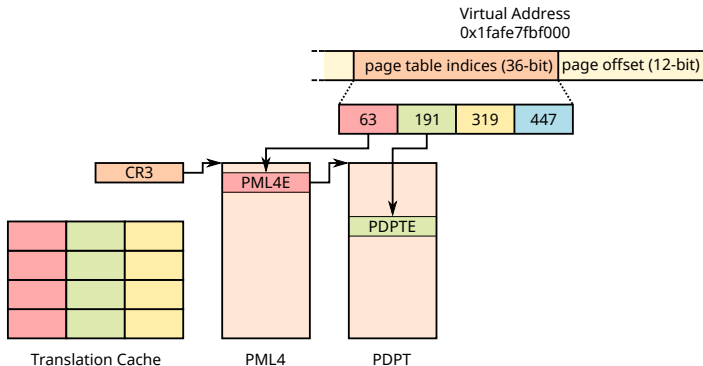 Virtual Address
0x1fafe7fbf000
page table indices (36-bit)
page offset (12-bit)
63
191
319
447
CR3
PML4E
PDPTE
Translation Cache
PML4
PDPT